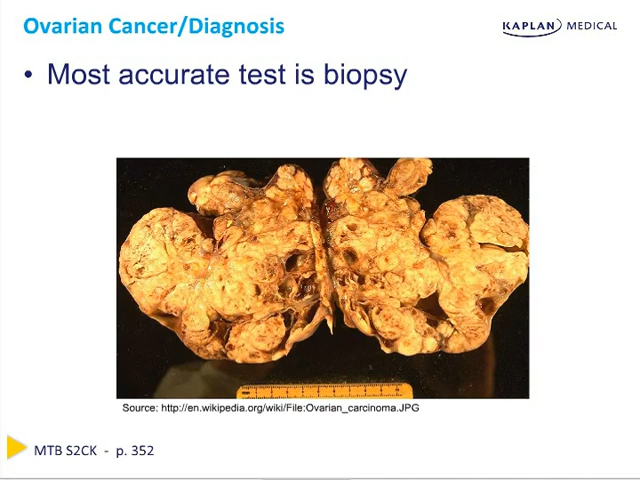 Ovarian Cancer/Diagnosis
KAPLAN MEDICAL
• Most accurate test is biopsy
Source: http://en.wikipedia.org/wiki/File:Ovarian_carcinoma.JPG
MTB S2CK - p. 352